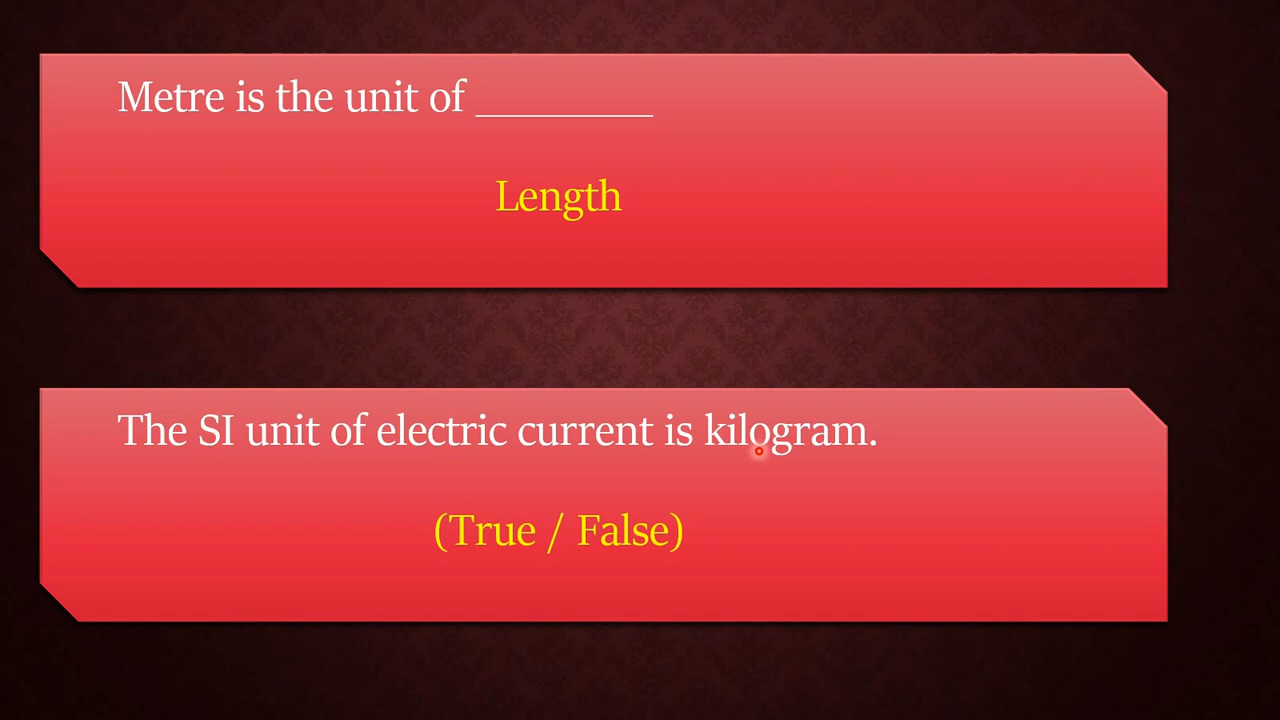 Metre is the unit of _________
Length
The SI unit of electric current is kilogram.
(True / False)